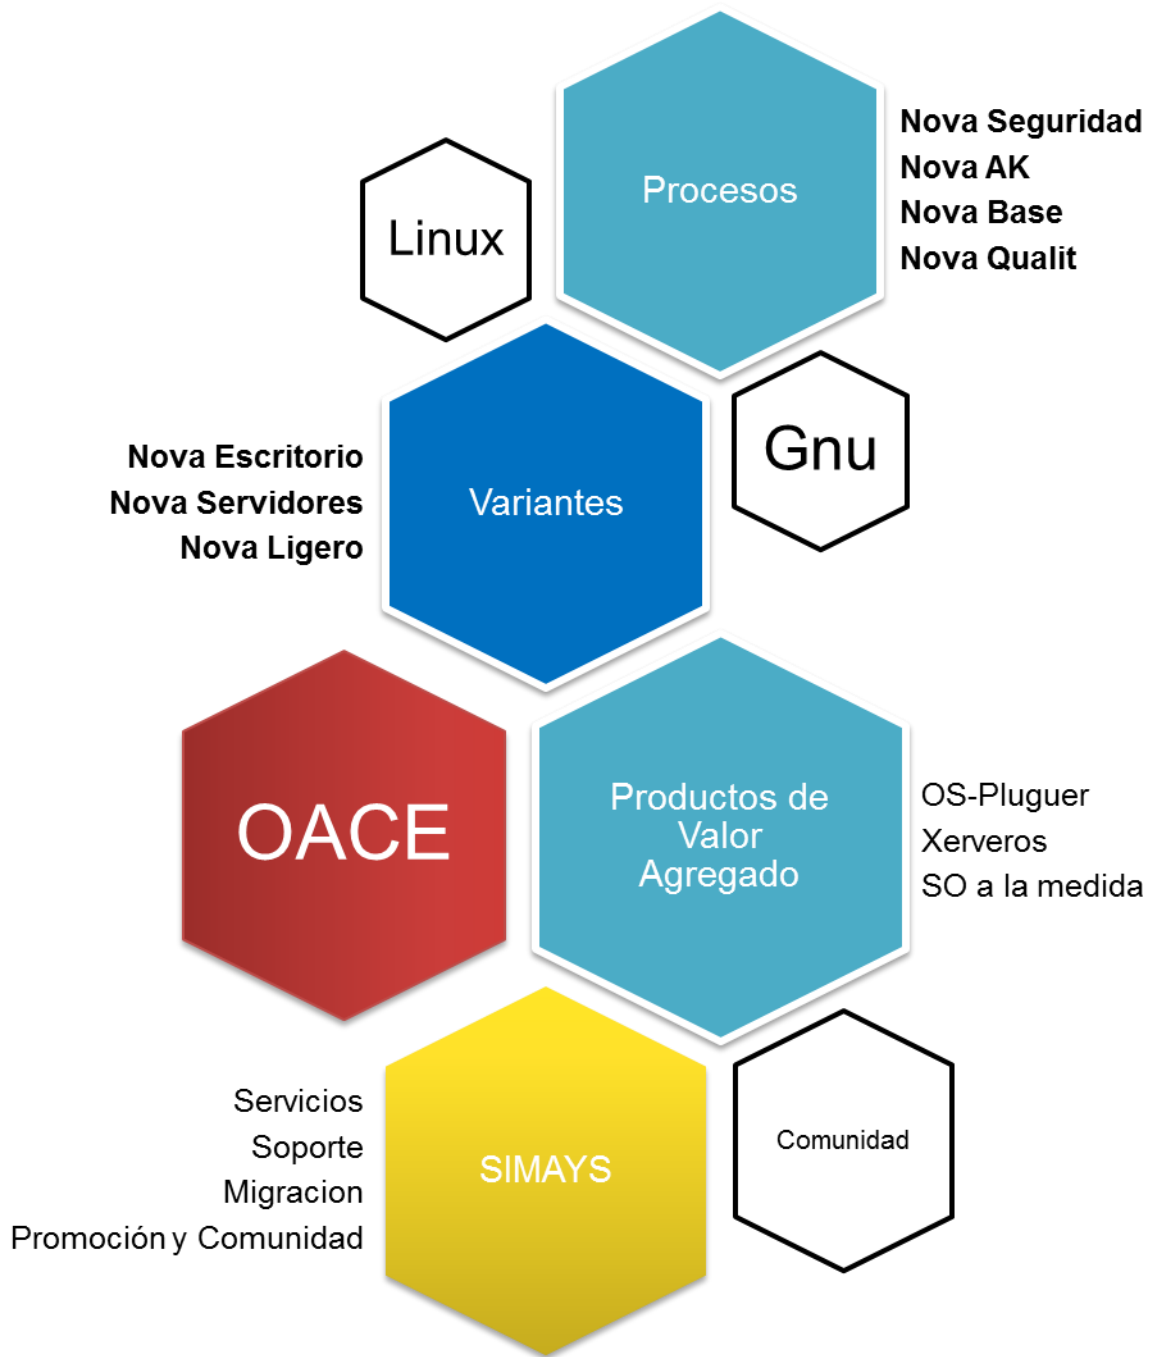 Procesos
Nova Seguridad
Nova AK
Nova Base
Nova Qualit
Linux
Gnu
Nova Escritorio
Nova Servidores
Nova Ligero
Variantes
OACE
Productos de
Valor
Agregado
OS-Pluguer
Xerveros
SO a la medida
Servicios
Soporte
Migracion
Promoción y Comunidad
SIMAYS
Comunidad